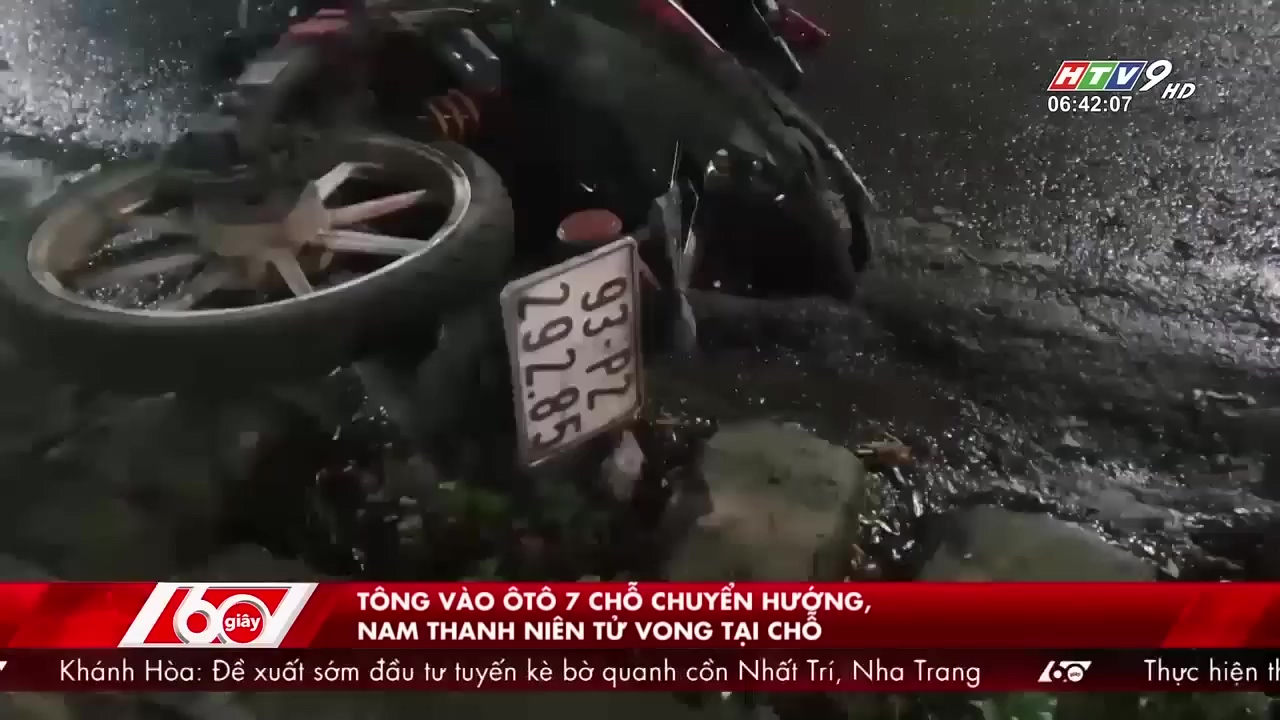 HTV9 HD
06:42:07
93-P2
292.85
60 giây
TÔNG VÀO ÔTÔ 7 CHỖ CHUYỂN HƯỚNG,
NAM THANH NIÊN TỬ VONG TẠI CHỖ
Khánh Hòa: Đề xuất sớm đầu tư tuyến kè bờ quanh cồn Nhất Trí, Nha Trang 60 giây Thực hiện